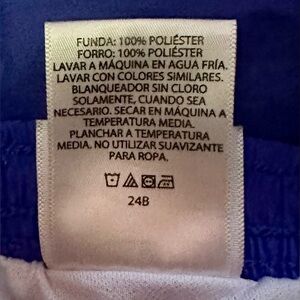 FUNDA: 100% POLIÉSTER
FORRO: 100% POLIÉSTER
LAVAR A MÁQUINA EN AGUA FRÍA.
LAVAR CON COLORES SIMILARES.
BLANQUEADOR SIN CLORO
SOLAMENTE, CUANDO SEA
NECESARIO. SECAR EN MÁQUINA A
TEMPERATURA MEDIA.
PLANCHAR A TEMPERATURA
MEDIA. NO UTILIZAR SUAVIZANTE
PARA ROPA.
24B